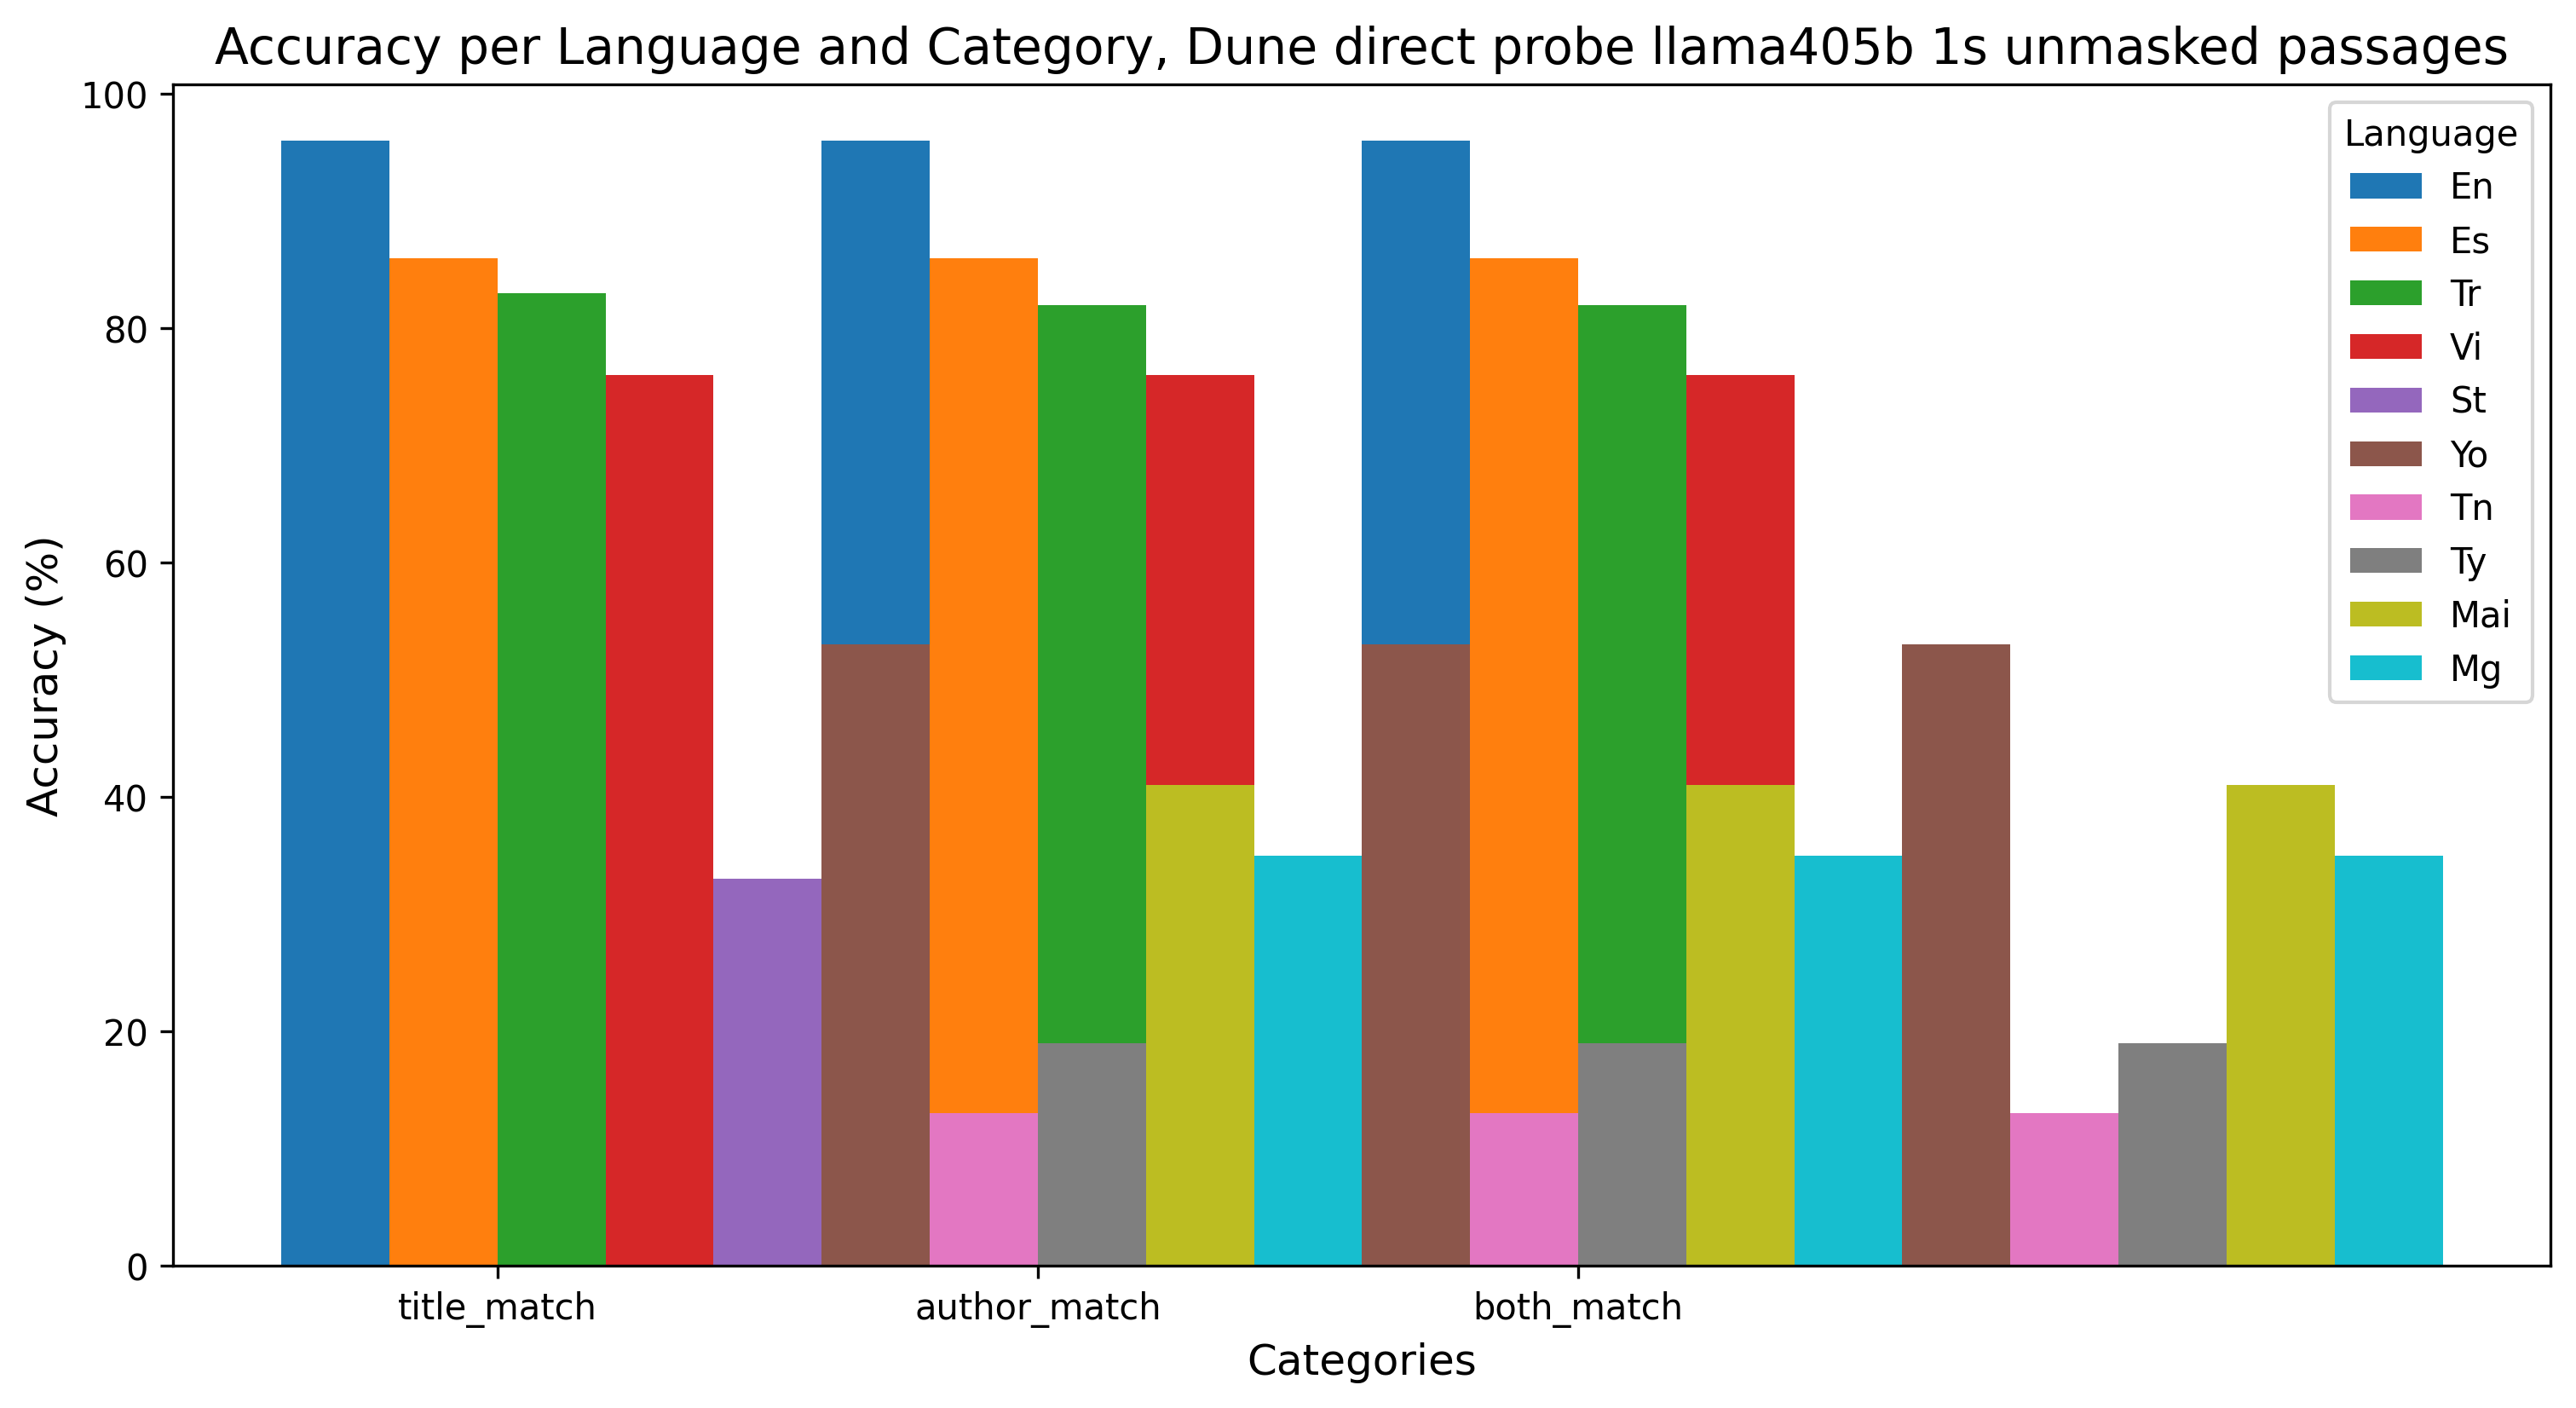 Accuracy per Language and Category, Dune direct probe llama405b 1s unmasked passages
100
80
60
40
20
0
Accuracy (%)
title_match
author_match
both_match
Categories
Language
En
Es
Tr
Vi
St
Yo
Tn
Ty
Mai
Mg